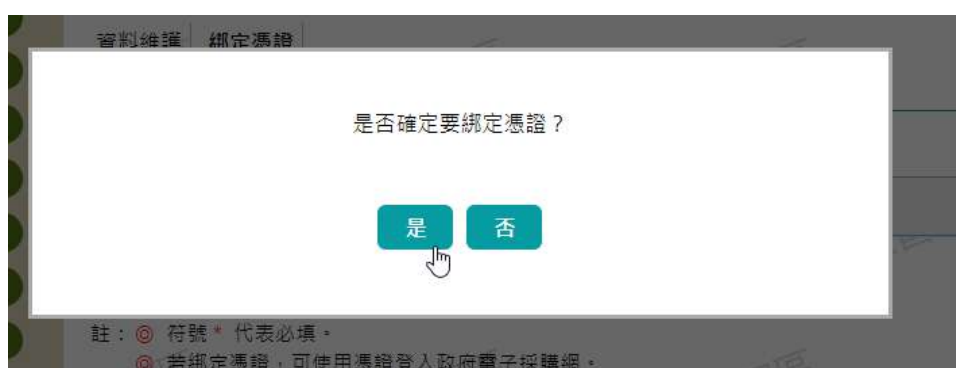 資料維護 綁定憑證
是否確定要綁定憑證？
是 否
註：◎ 符號 * 代表必填。
◎ 若綁定憑證，可使用憑證登入政府電子採購網。